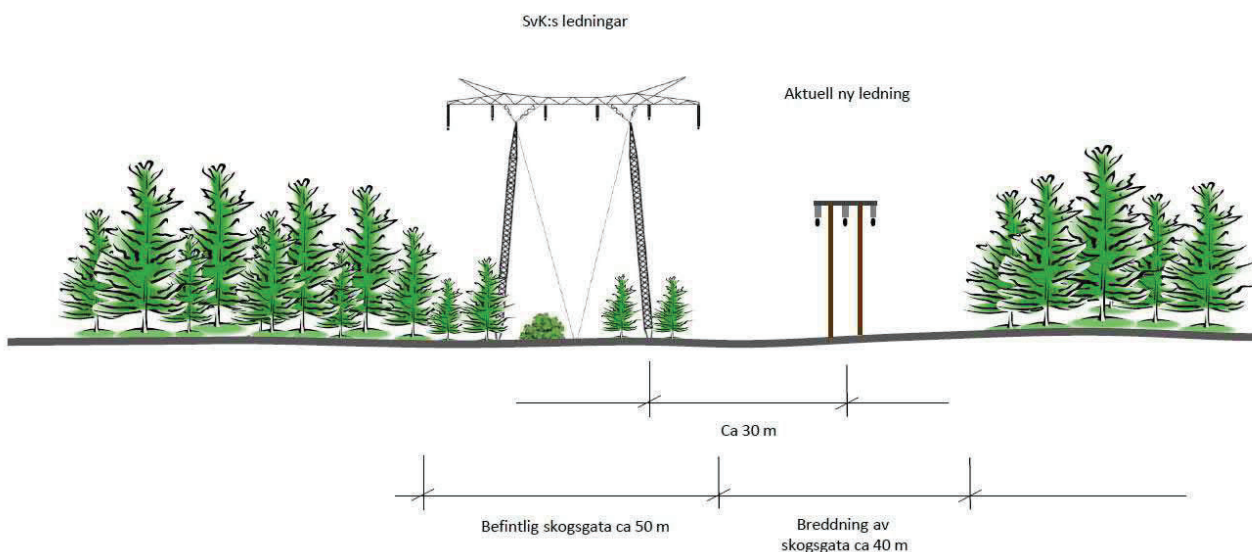 SvK:s ledningar
Aktuell ny ledning
Ca 30 m
Befintlig skogsgata ca 50 m
Breddning av
skogsgata ca 40 m